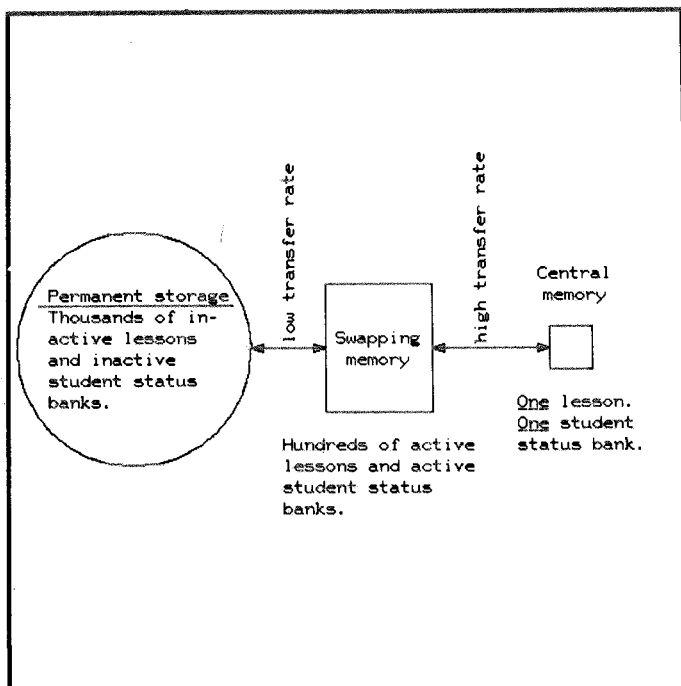 Permanent storage
Thousands of in-
active lessons
and inactive
student status
banks.
low transfer rate
Swapping
memory
Hundreds of active
lessons and active
student status
banks.
high transfer rate
Central
memory
One lesson.
One student
status bank.